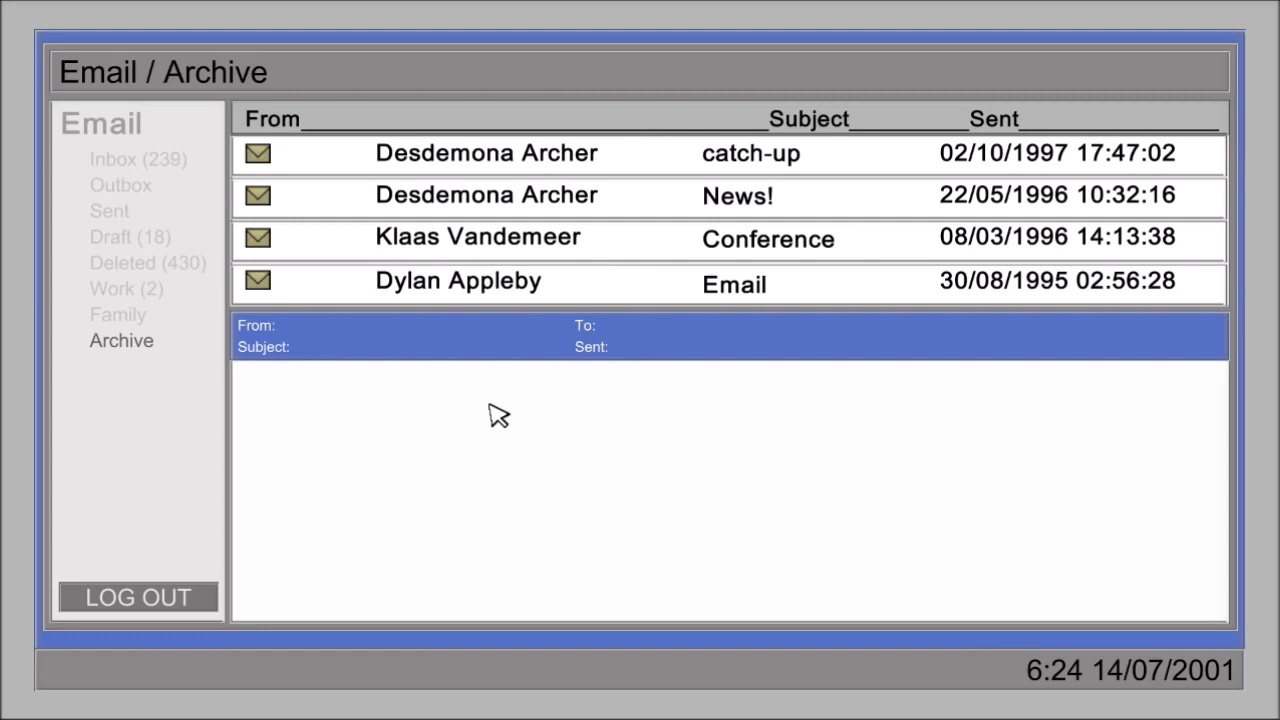 Email / Archive
Email
Inbox (239)
Outbox
Sent
Draft (18)
Deleted (430)
Work (2)
Family
Archive
LOG OUT
From Subject Sent
Desdemona Archer catch-up 02/10/1997 17:47:02
Desdemona Archer News! 22/05/1996 10:32:16
Klaas Vandemeer Conference 08/03/1996 14:13:38
Dylan Appleby Email 30/08/1995 02:56:28
From: To:
Subject: Sent:
6:24 14/07/2001